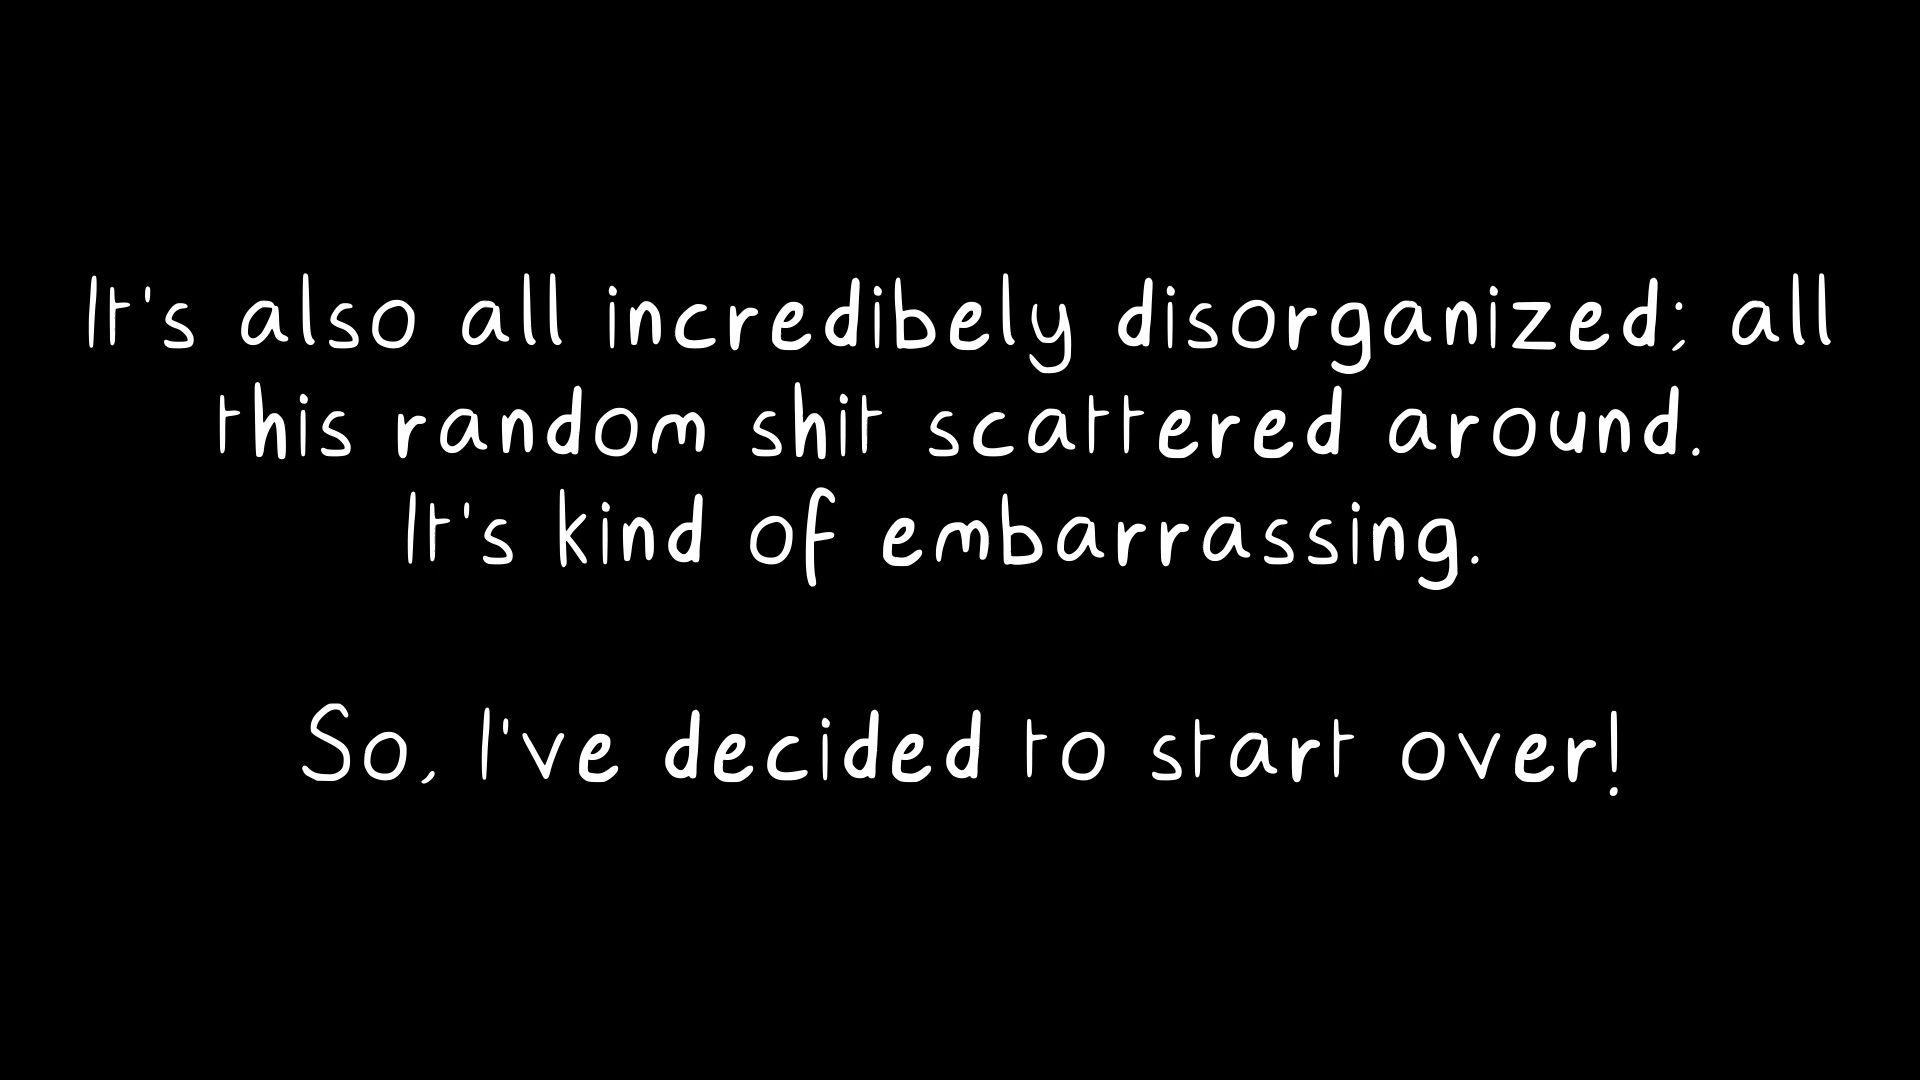 It's also all incredibely disorganized; all
this random shit scattered around.
It's kind of embarrassing.
So, I've decided to start over!